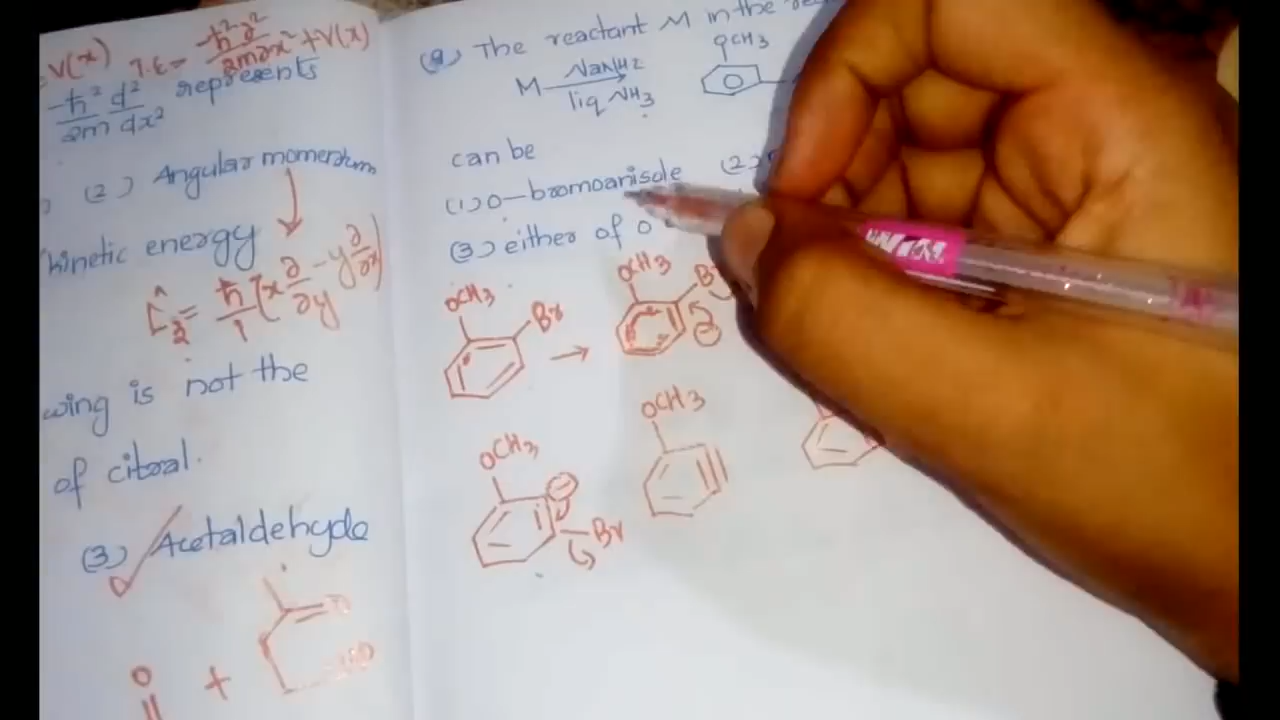 V(x) T.E = -ħ²∂²/2m∂x² + V(x)
-ħ²/2m d²/dx² represents
(2) Angular momentum
kinetic energy
L̂z = ħ/i [x ∂/∂y - y ∂/∂x]
wing is not the
of citral.
(3) Acetaldehyde
O
+
(9) The reactant M in the
M NaNH2
liq NH3
OCH3
can be
(1) O-bromoanisole (2)
(3) either of O
OCH3
Br
OCH3
Br
OCH3
OCH3
Br